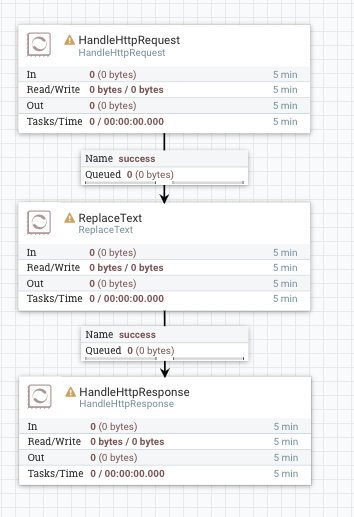 HandleHttpRequest
HandleHttpRequest
In 0 (0 bytes) 5 min
Read/Write 0 bytes / 0 bytes 5 min
Out 0 (0 bytes) 5 min
Tasks/Time 0 / 00:00:00.000 5 min
Name success
Queued 0 (0 bytes)
ReplaceText
ReplaceText
In 0 (0 bytes) 5 min
Read/Write 0 bytes / 0 bytes 5 min
Out 0 (0 bytes) 5 min
Tasks/Time 0 / 00:00:00.000 5 min
Name success
Queued 0 (0 bytes)
HandleHttpResponse
HandleHttpResponse
In 0 (0 bytes) 5 min
Read/Write 0 bytes / 0 bytes 5 min
Out 0 (0 bytes) 5 min
Tasks/Time 0 / 00:00:00.000 5 min